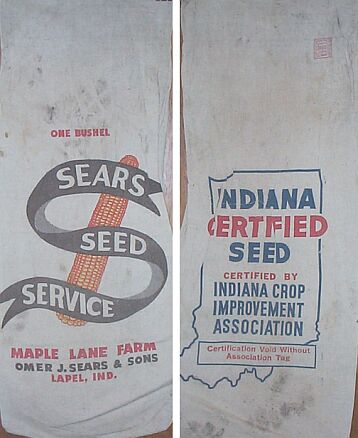 ONE BUSHEL
SEARS
SEED
SERVICE
MAPLE LANE FARM
OMER J. SEARS & SONS
LAPEL, IND.
INDIANA
CERTIFIED
SEED
CERTIFIED BY
INDIANA CROP
IMPROVEMENT
ASSOCIATION
Certification Void Without
Association Tag